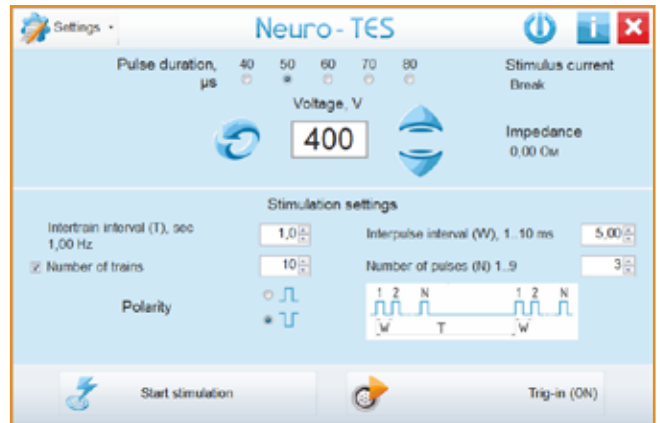 Settings
Neuro-TES
i
Pulse duration, 40 50 60 70 80
µs
Stimulus current
Break
Voltage, V
400
Impedance
0,00 Ом
Stimulation settings
Intertrain interval (T), sec 1,0
1,00 Hz
Interpulse interval (W), 1..10 ms 5,00
Number of trains 10
Number of pulses (N) 1..9 3
Polarity
1 2 N 1 2 N
W T W
Start stimulation
Trig-in (ON)